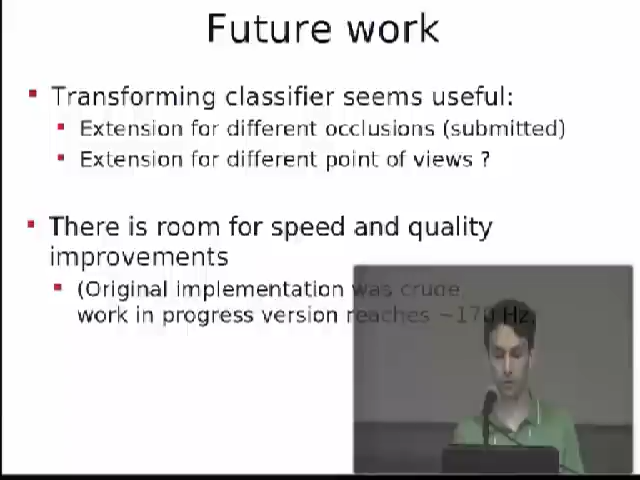 Future work
Transforming classifier seems useful:
Extension for different occlusions (submitted)
Extension for different point of views ?
There is room for speed and quality
improvements
(Original implementation was crude,
work in progress version reaches ~170 Hz)